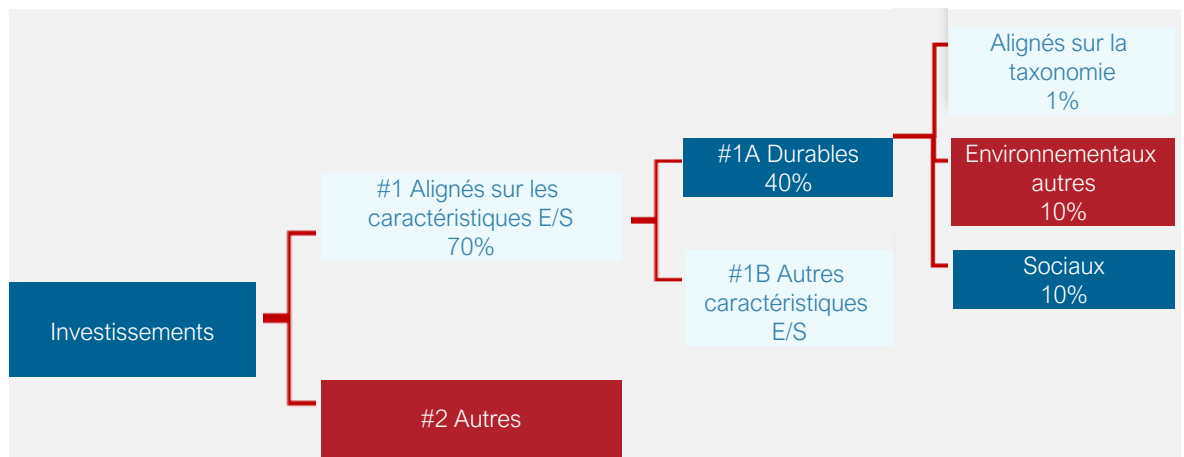 Investissements
#1 Alignés sur les
caractéristiques E/S
70%
#2 Autres
#1A Durables
40%
#1B Autres
caractéristiques
E/S
Alignés sur la
taxonomie
1%
Environnementaux
autres
10%
Sociaux
10%